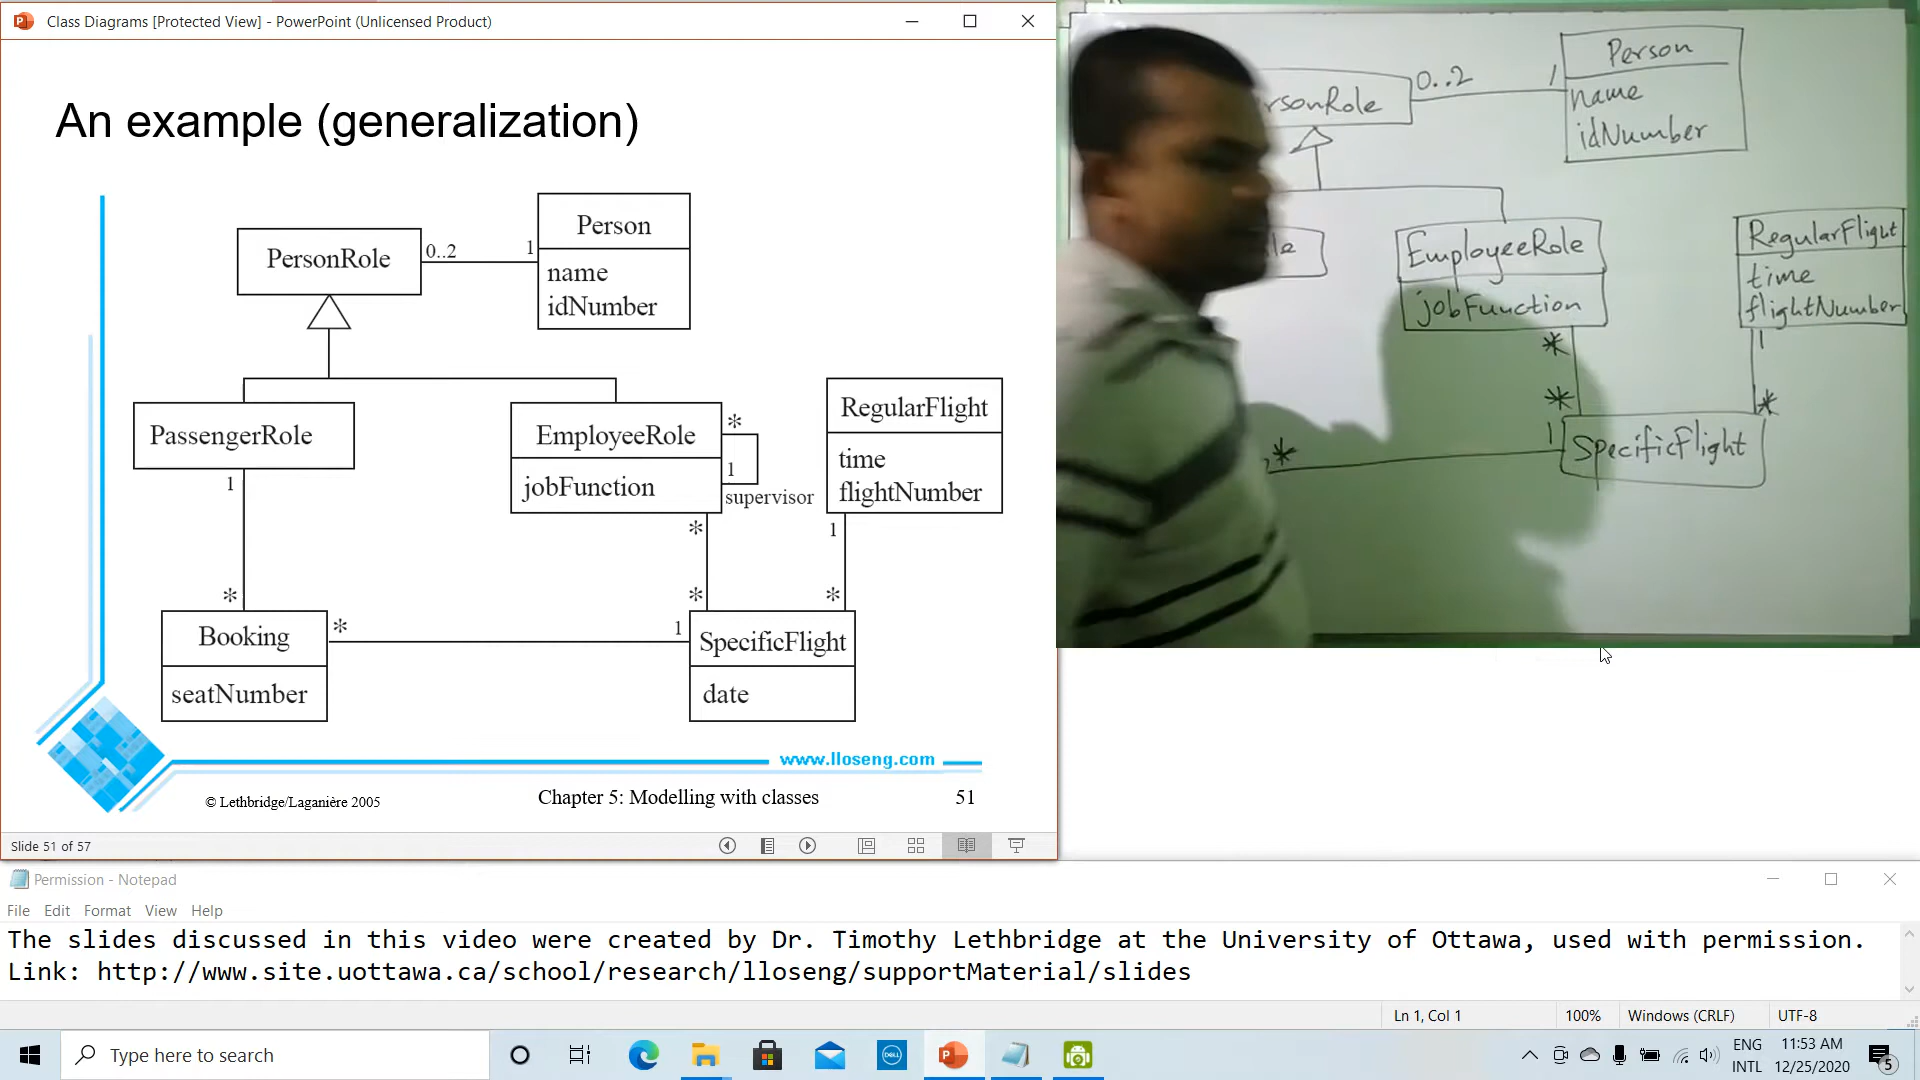 Class Diagrams [Protected View] - PowerPoint (Unlicensed Product)
An example (generalization)
PersonRole
0..2
1
Person
name
idNumber
PassengerRole
1
EmployeeRole
jobFunction
*
1
supervisor
RegularFlight
time
flightNumber
*
1
*
*
*
Booking
seatNumber
*
1
SpecificFlight
date
www.lloseng.com
© Lethbridge/Laganière 2005
Chapter 5: Modelling with classes
51
Slide 51 of 57
0..2
1
Person
name
idNumber
EmployeeRole
jobFunction
RegularFlight
time
flightNumber
*
1
*
*
*
1
SpecificFlight
Permission - Notepad
File Edit Format View Help
The slides discussed in this video were created by Dr. Timothy Lethbridge at the University of Ottawa, used with permission.
Link: http://www.site.uottawa.ca/school/research/lloseng/supportMaterial/slides
Ln 1, Col 1
100%
Windows (CRLF)
UTF-8
Type here to search
DELL
ENG
INTL
11:53 AM
12/25/2020
5